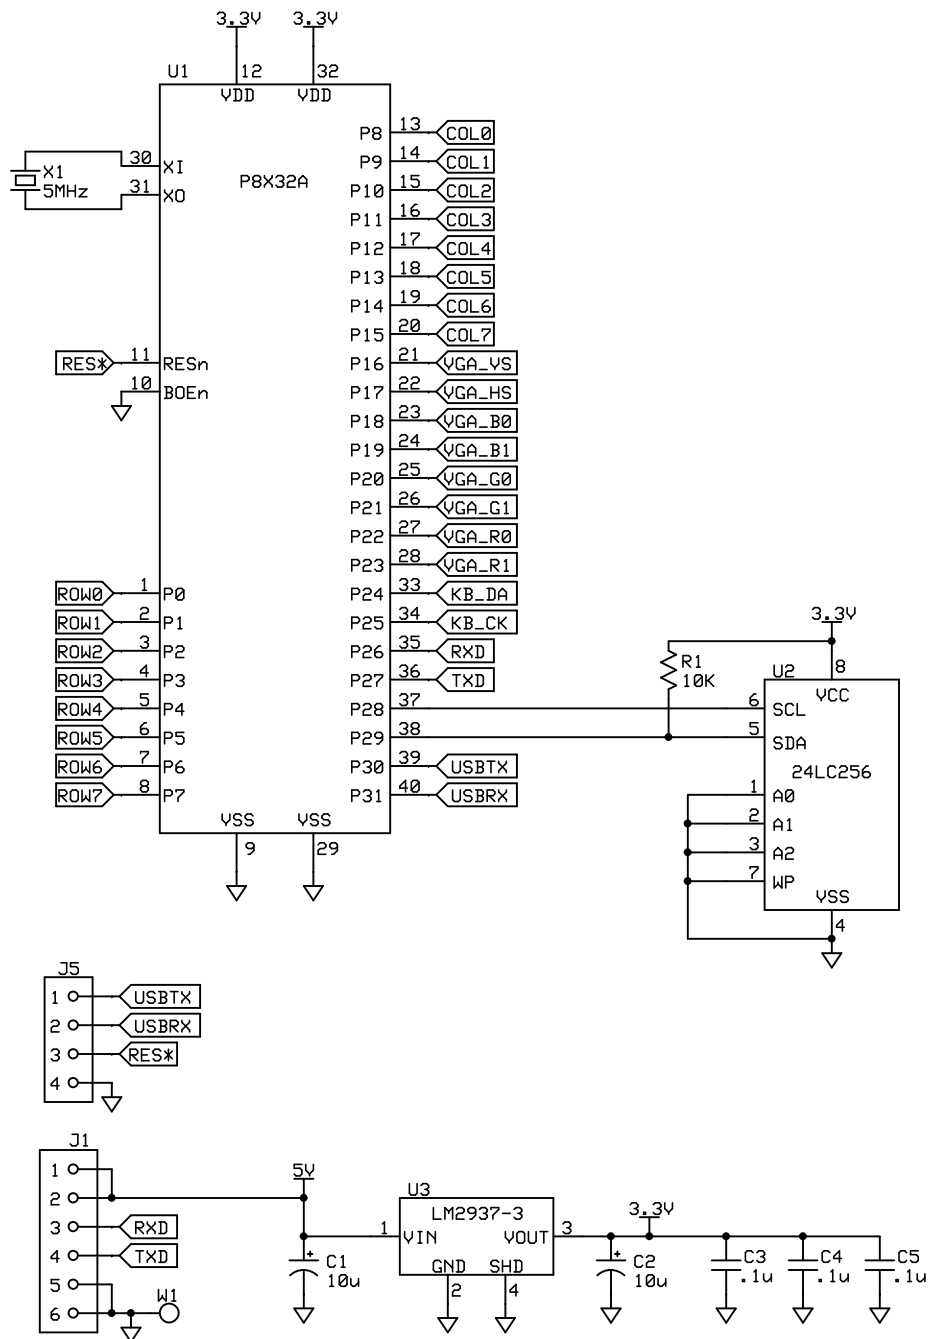 3.3V 3.3V
U1 12 32
VDD VDD
P8X32A
X1
5MHz
30 XI
31 XO
RES* 11 RESn
10 BOEn
ROW0 1 P0
ROW1 2 P1
ROW2 3 P2
ROW3 4 P3
ROW4 5 P4
ROW5 6 P5
ROW6 7 P6
ROW7 8 P7
P8 13 COL0
P9 14 COL1
P10 15 COL2
P11 16 COL3
P12 17 COL4
P13 18 COL5
P14 19 COL6
P15 20 COL7
P16 21 VGA_VS
P17 22 VGA_HS
P18 23 VGA_B0
P19 24 VGA_B1
P20 25 VGA_G0
P21 26 VGA_G1
P22 27 VGA_R0
P23 28 VGA_R1
P24 33 KB_DA
P25 34 KB_CK
P26 35 RXD
P27 36 TXD
P28 37
P29 38
P30 39 USBTX
P31 40 USBRX
VSS VSS
9 29
3.3V
R1
10K
U2 8
VCC
6 SCL
5 SDA
24LC256
1 A0
2 A1
3 A2
7 WP
VSS
4
J5
1 USBTX
2 USBRX
3 RES*
4
J1
1
2
3 RXD
4 TXD
5
6
W1
5V
+ C1
10u
U3
LM2937-3
1 VIN VOUT 3
GND SHD
2 4
3.3V
+ C2
10u
C3
.1u
C4
.1u
C5
.1u